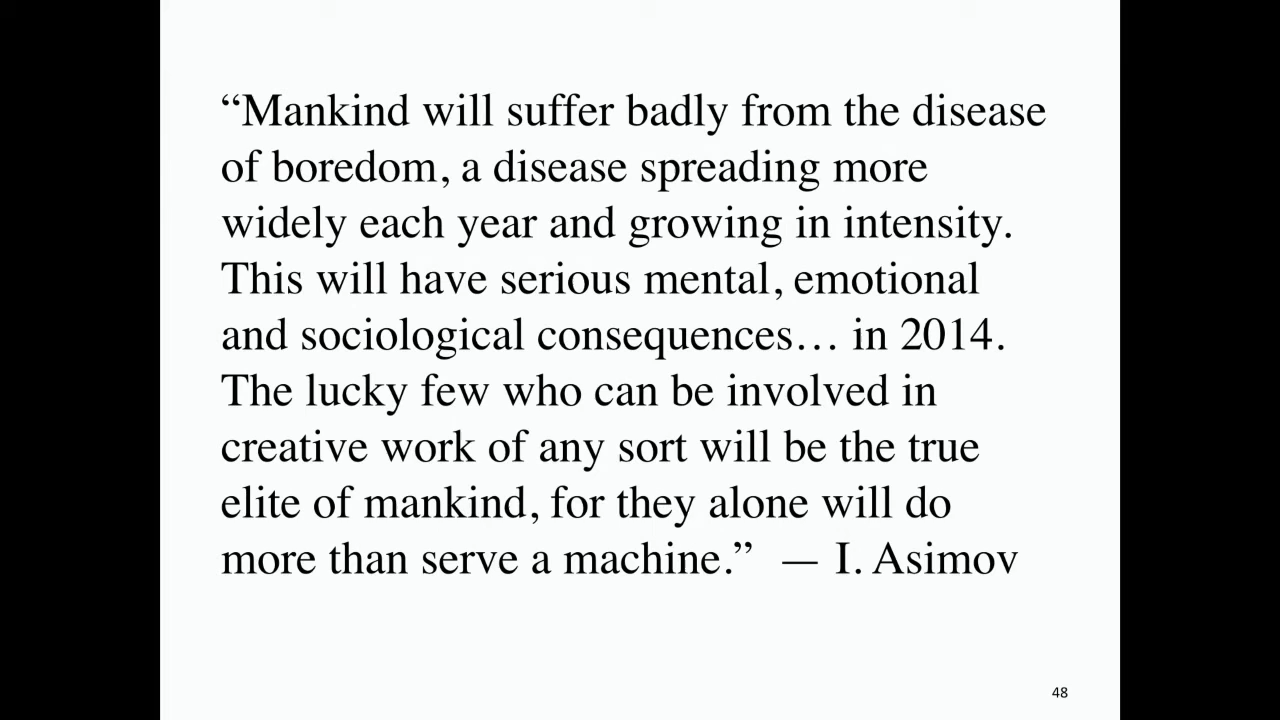 “Mankind will suffer badly from the disease
of boredom, a disease spreading more
widely each year and growing in intensity.
This will have serious mental, emotional
and sociological consequences… in 2014.
The lucky few who can be involved in
creative work of any sort will be the true
elite of mankind, for they alone will do
more than serve a machine.” — I. Asimov
48